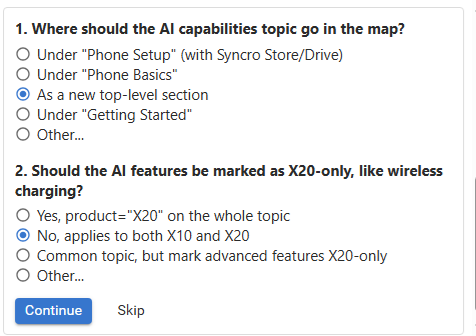 1. Where should the AI capabilities topic go in the map?
Under "Phone Setup" (with Syncro Store/Drive)
Under "Phone Basics"
As a new top-level section
Under "Getting Started"
Other...
2. Should the AI features be marked as X20-only, like wireless
charging?
Yes, product="X20" on the whole topic
No, applies to both X10 and X20
Common topic, but mark advanced features X20-only
Other...
Continue Skip